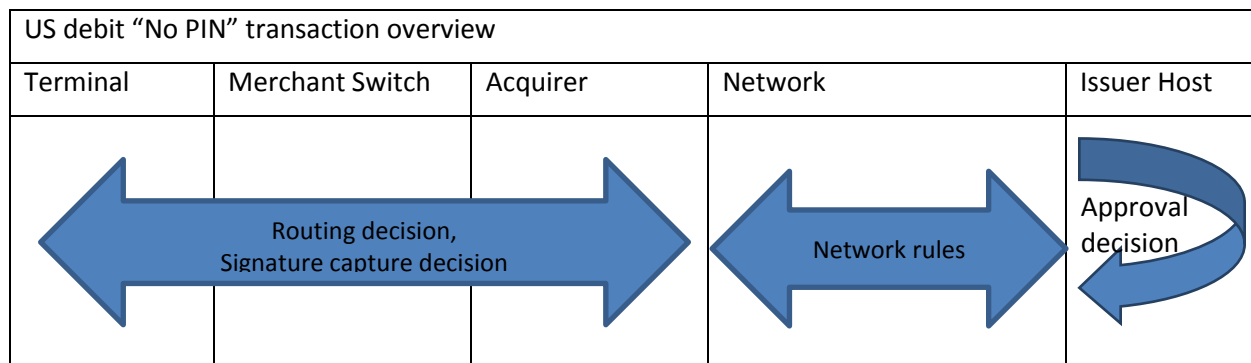 US debit “No PIN” transaction overview
Terminal
Merchant Switch
Acquirer
Network
Issuer Host
Routing decision,
Signature capture decision
Network rules
Approval
decision